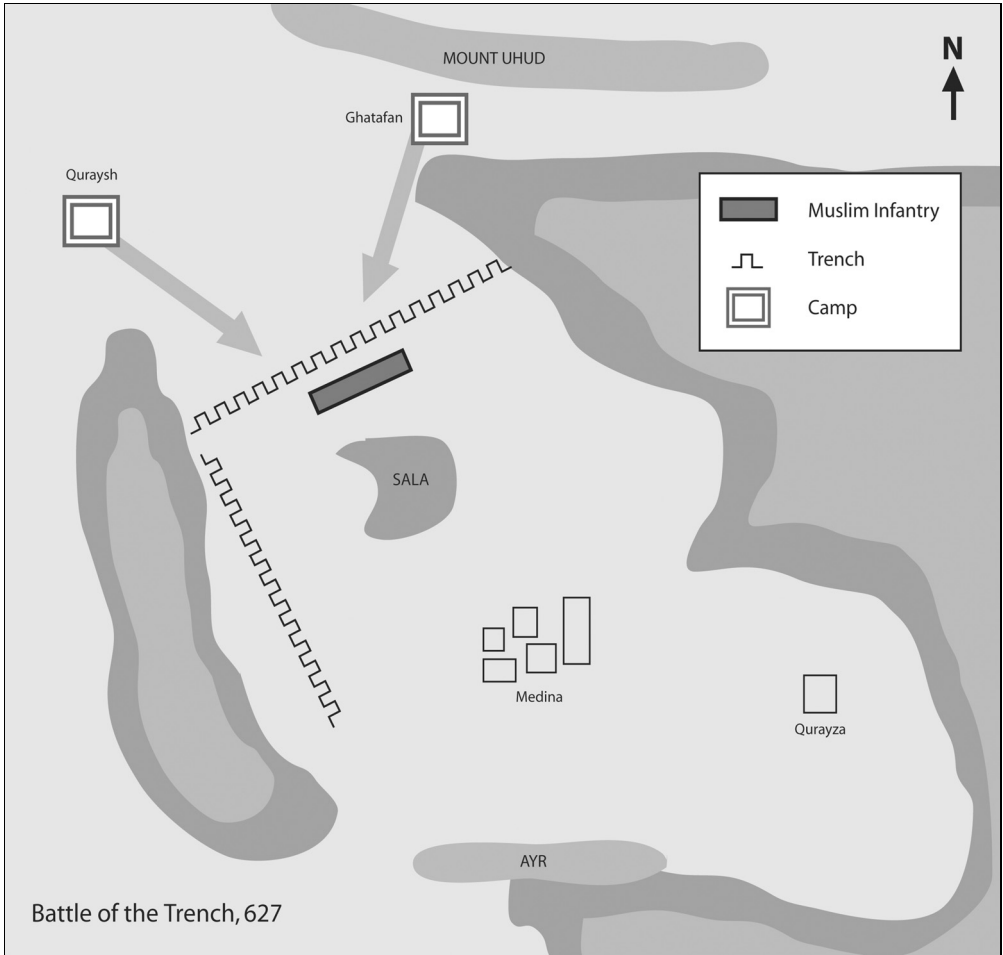 MOUNT UHUD
N
Ghatafan
Quraysh
Muslim Infantry
Trench
Camp
SALA
Medina
Qurayza
AYR
Battle of the Trench, 627